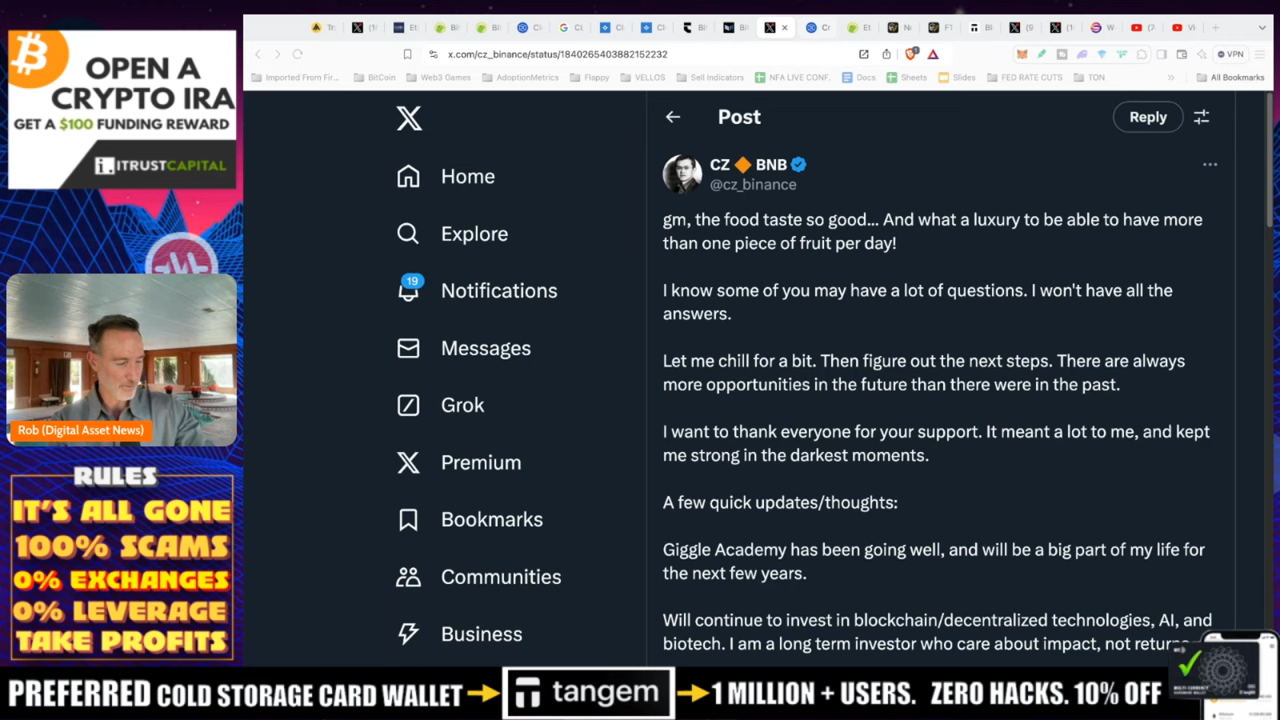 OPEN A
CRYPTO IRA
GET A $100 FUNDING REWARD
i. ITRUSTCAPITAL
Rob (Digital Asset News)
RULES
IT'S ALL GONE
100% SCAMS
0% EXCHANGES
0% LEVERAGE
TAKE PROFITS
x.com/cz_binance/status/1840265403882152232
VPN
Imported From Fir... BitCoin Web3 Games AdoptionMetrics Flappy VELLOS Sell Indicators NFA LIVE CONF. Docs Sheets Slides FED RATE CUTS TON » All Bookmarks
X
Home
Explore
19
Notifications
Messages
Grok
Premium
Bookmarks
Communities
Business
Post
Reply
CZ 🔶 BNB
@cz_binance
gm, the food taste so good... And what a luxury to be able to have more
than one piece of fruit per day!
I know some of you may have a lot of questions. I won't have all the
answers.
Let me chill for a bit. Then figure out the next steps. There are always
more opportunities in the future than there were in the past.
I want to thank everyone for your support. It meant a lot to me, and kept
me strong in the darkest moments.
A few quick updates/thoughts:
Giggle Academy has been going well, and will be a big part of my life for
the next few years.
Will continue to invest in blockchain/decentralized technologies, AI, and
biotech. I am a long term investor who care about impact, not
PREFERRED COLD STORAGE CARD WALLET tangem 1 MILLION + USERS. ZERO HACKS. 10% OFF